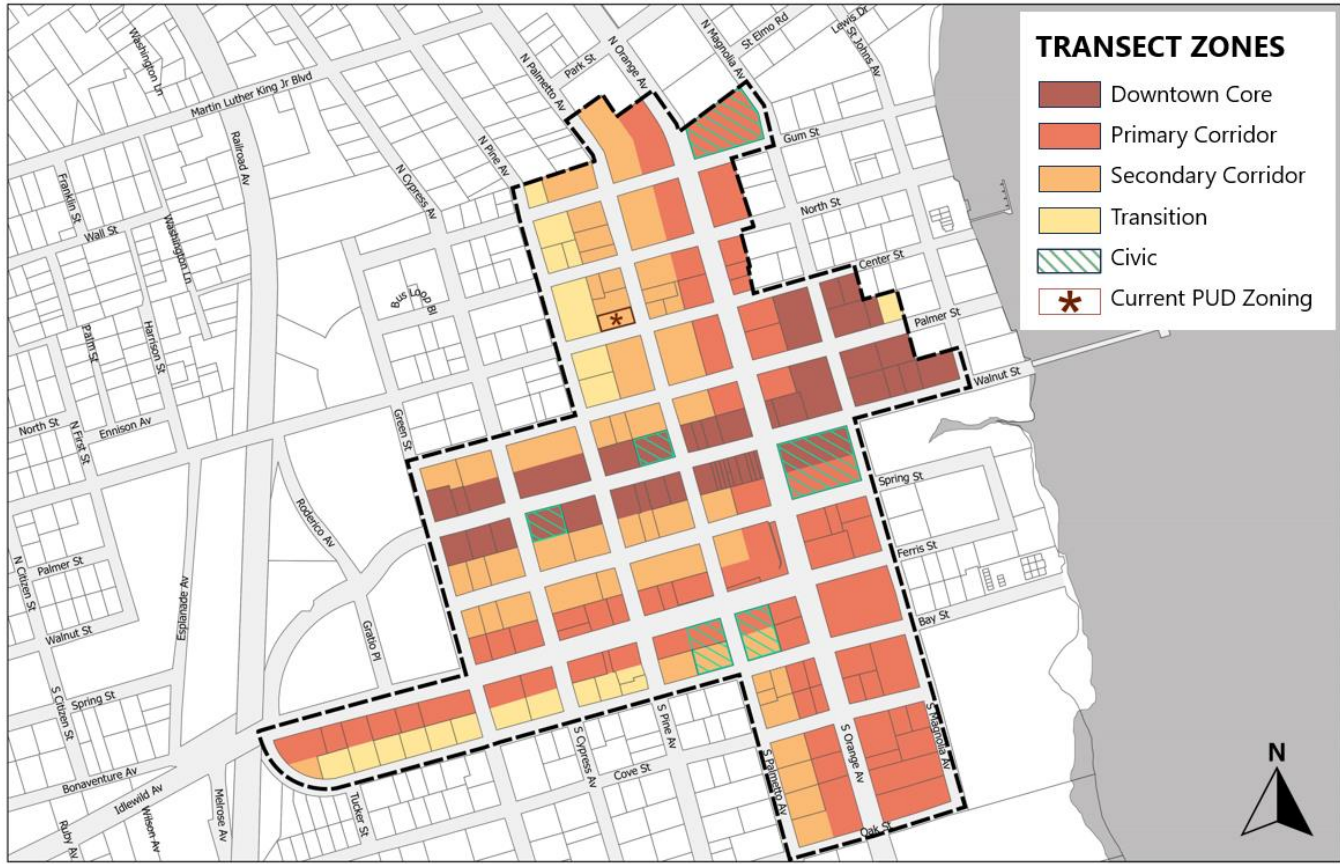 TRANSECT ZONES
Downtown Core
Primary Corridor
Secondary Corridor
Transition
Civic
Current PUD Zoning
Washington Ln
Martin Luther King Jr Blvd
Railroad Av
N Palmetto Av
Park St
N Orange Av
N Magnolia Av
St Elmo Rd
Lewis Dr
St Johns Av
Gum St
N Pine Av
N Cypress Av
Franklin St
Wall St
Washington Ln
North St
Center St
Bus Loop Bl
Palm St
Harrison St
Palmer St
Walnut St
North St
N First St
Ennison Av
Green St
Spring St
Roderico Av
Ferris St
N Citizen St
Palmer St
Esplanade Av
Walnut St
Gratio Pl
Bay St
S Citizen St
Spring St
S Pine Av
S Cypress Av
S Magnolia Av
S Orange Av
S Palmetto Av
Cove St
Bonaventure Av
Idlewild Av
Tucker St
Melrose Av
Wilson Av
Ruby Av
Oak St
N